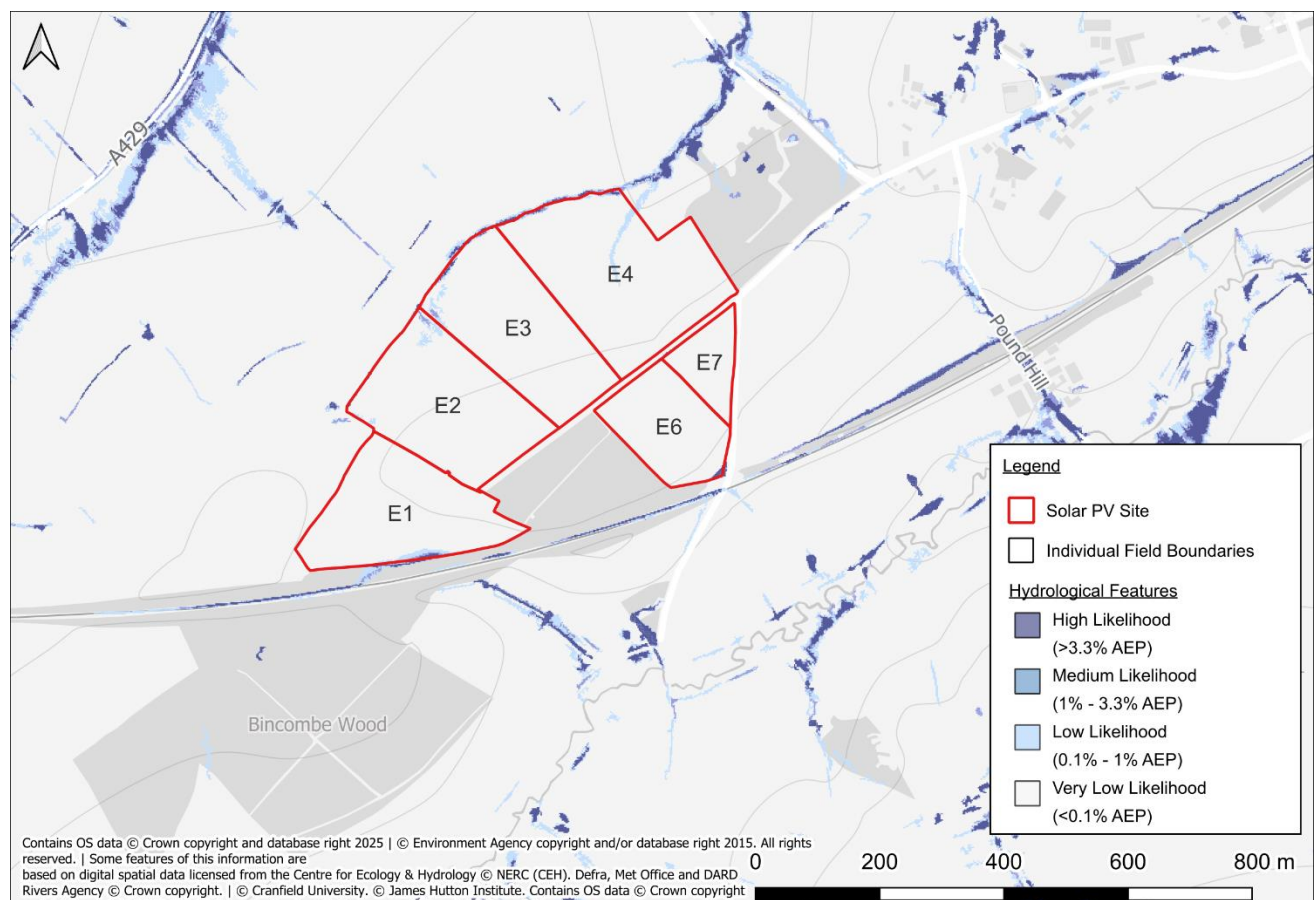 A429
E4
E3
E7
E2
E6
E1
Pound Hill
Bincombe Wood
Legend
Solar PV Site
Individual Field Boundaries
Hydrological Features
High Likelihood
(>3.3% AEP)
Medium Likelihood
(1% - 3.3% AEP)
Low Likelihood
(0.1% - 1% AEP)
Very Low Likelihood
(<0.1% AEP)
Contains OS data © Crown copyright and database right 2025 | © Environment Agency copyright and/or database right 2015. All rights
reserved. | Some features of this information are
based on digital spatial data licensed from the Centre for Ecology & Hydrology © NERC (CEH). Defra, Met Office and DARD
Rivers Agency © Crown copyright. | © Cranfield University. © James Hutton Institute. Contains OS data © Crown copyright
0 200 400 600 800 m